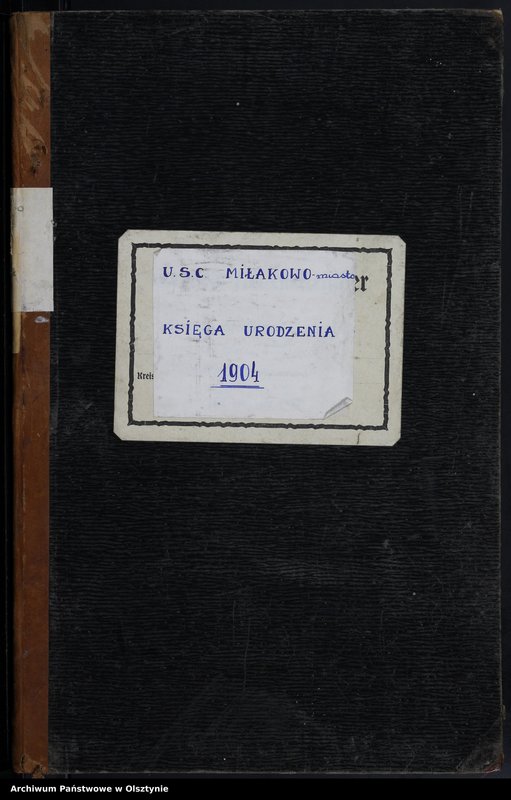 U.S.C MIŁAKOWO-miasto
er
KSIĘGA URODZENIA
Kreis
1904
Archiwum Państwowe w Olsztynie